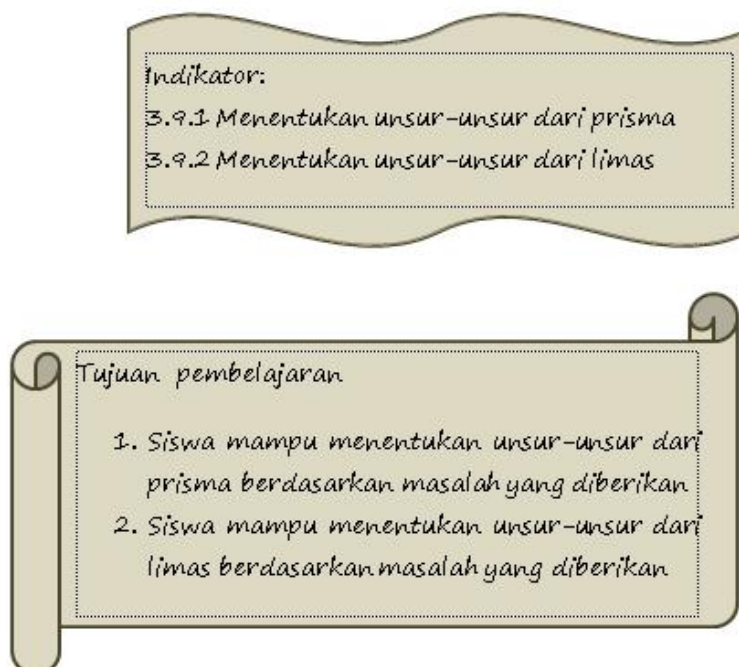 Indikator:
3.9.1 Menentukan unsur-unsur dari prisma
3.9.2 Menentukan unsur-unsur dari limas
Tujuan pembelajaran
1. Siswa mampu menentukan unsur-unsur dari
prisma berdasarkan masalah yang diberikan
2. Siswa mampu menentukan unsur-unsur dari
limas berdasarkan masalah yang diberikan